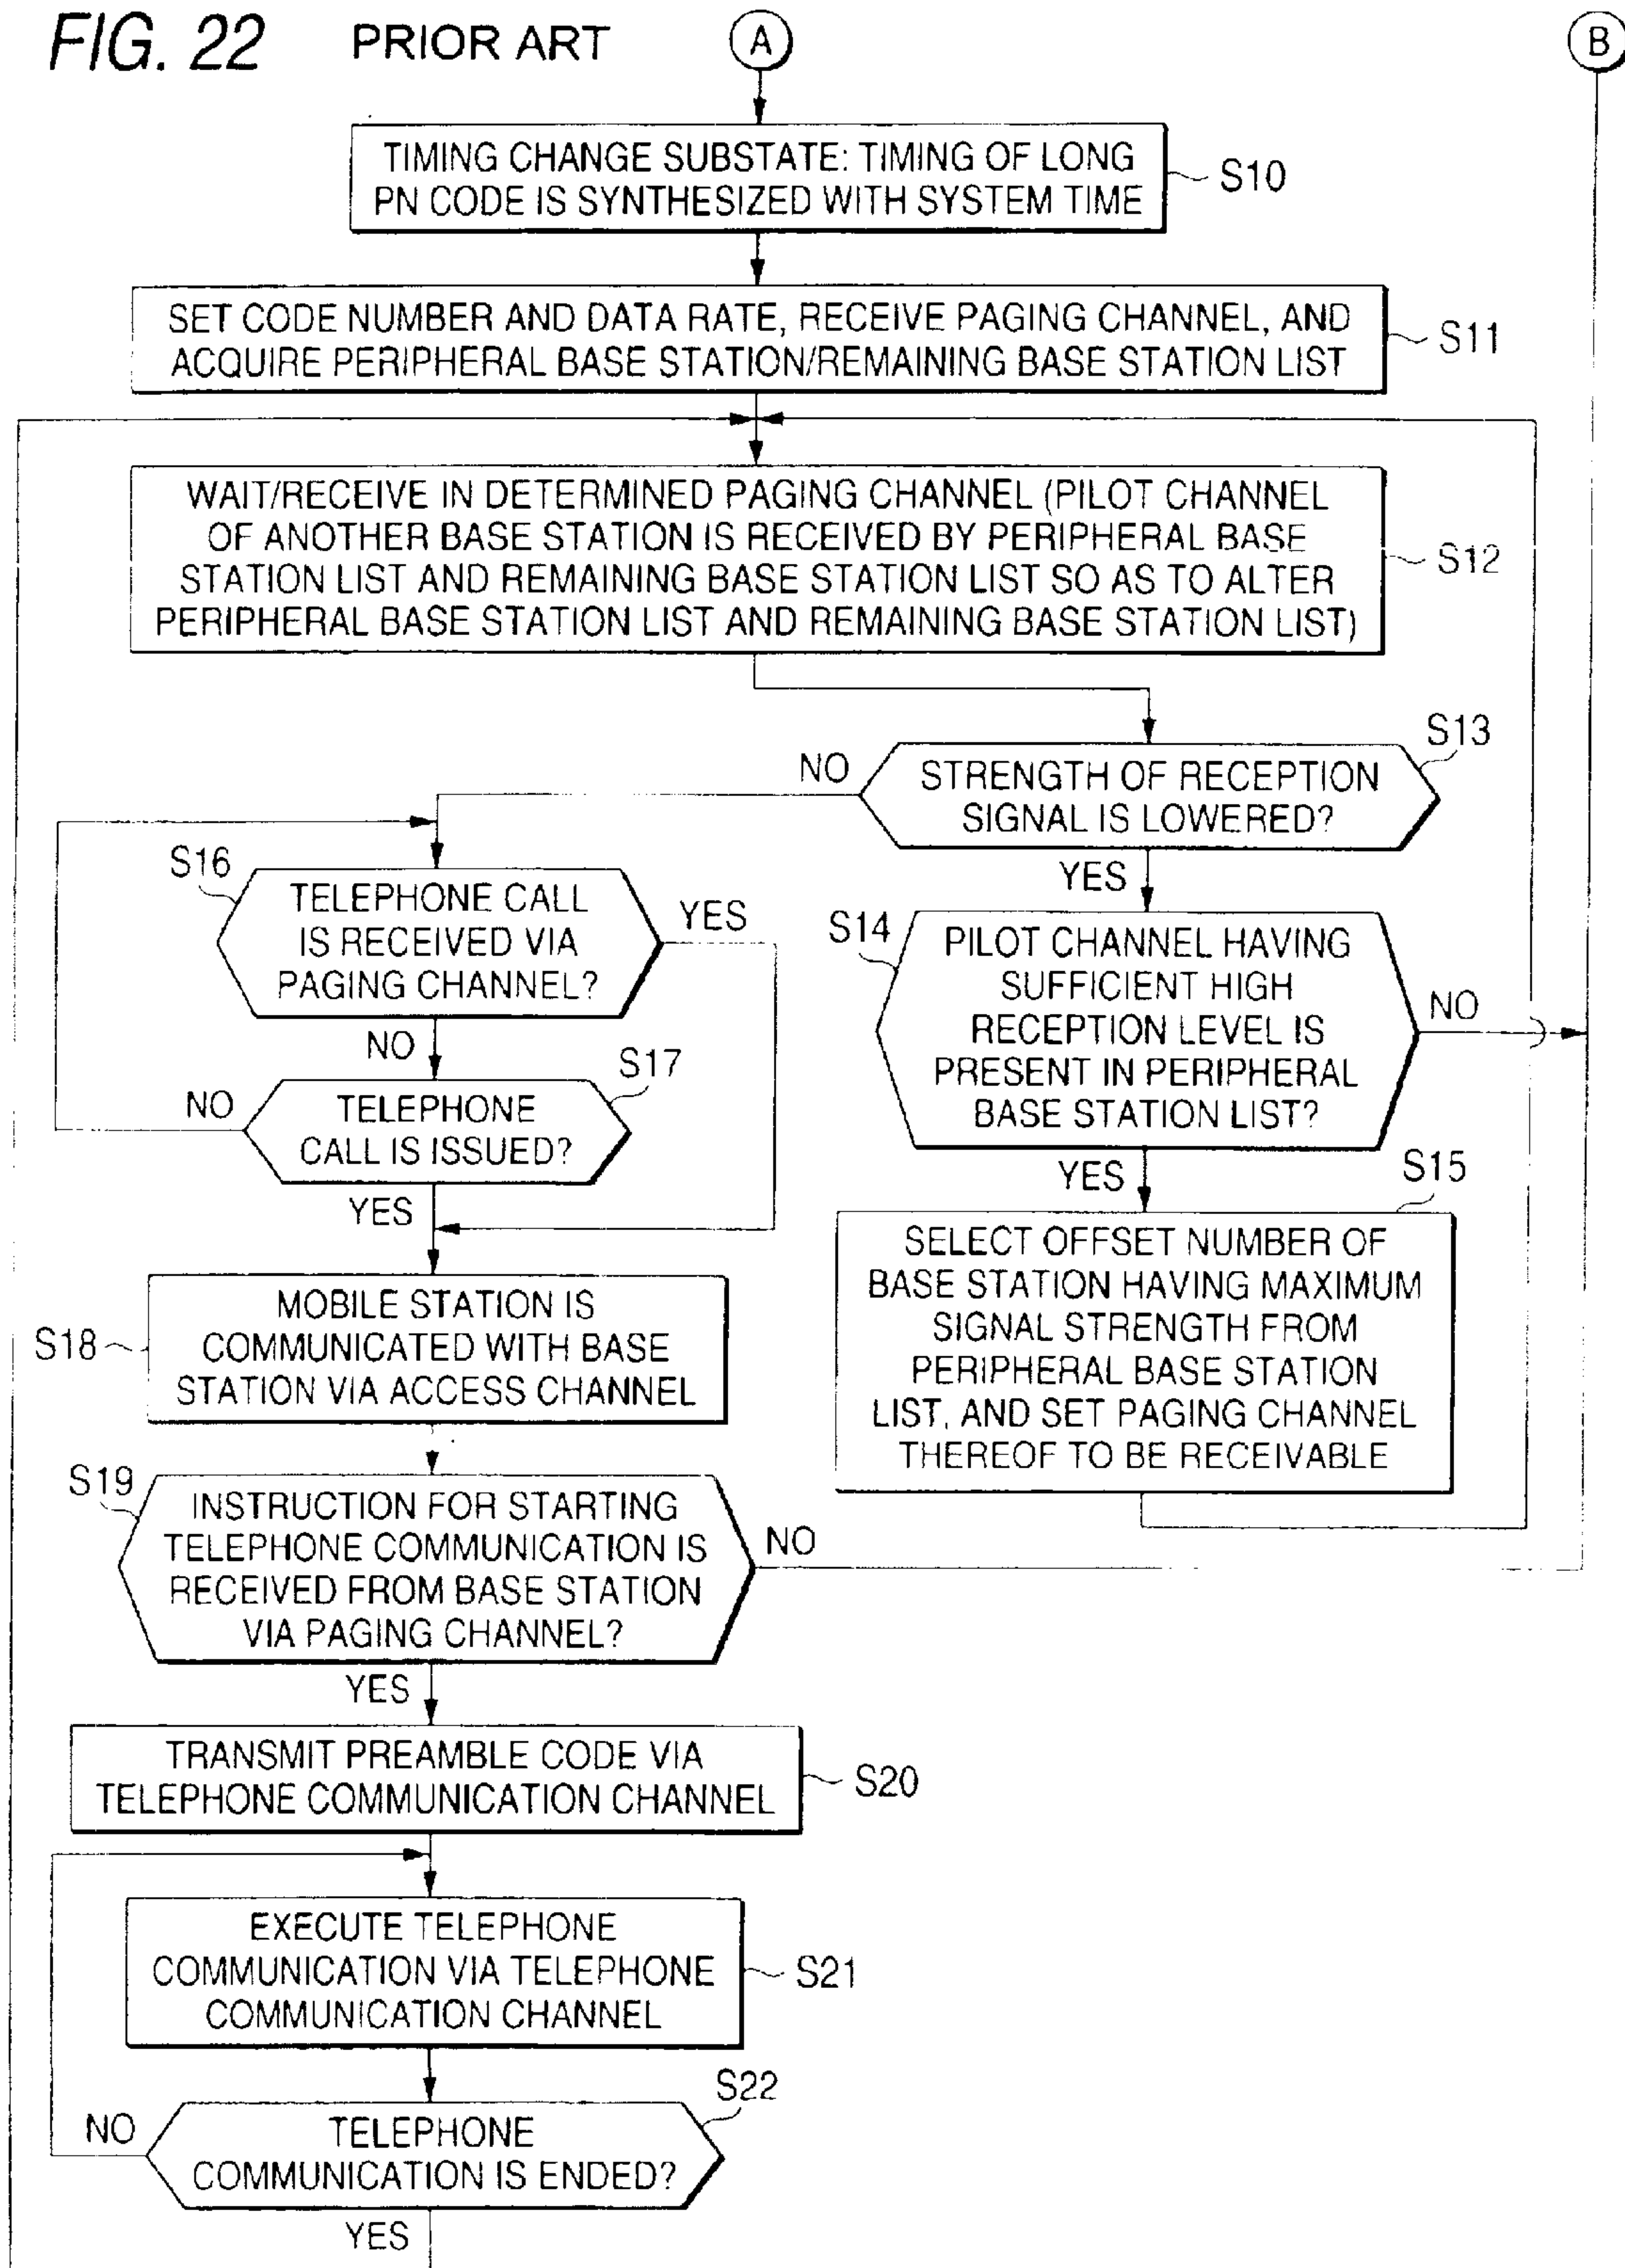 FIG. 22 PRIOR ART
A
B
TIMING CHANGE SUBSTATE: TIMING OF LONG
PN CODE IS SYNTHESIZED WITH SYSTEM TIME
S10
SET CODE NUMBER AND DATA RATE, RECEIVE PAGING CHANNEL, AND
ACQUIRE PERIPHERAL BASE STATION/REMAINING BASE STATION LIST
S11
WAIT/RECEIVE IN DETERMINED PAGING CHANNEL (PILOT CHANNEL
OF ANOTHER BASE STATION IS RECEIVED BY PERIPHERAL BASE
STATION LIST AND REMAINING BASE STATION LIST SO AS TO ALTER
PERIPHERAL BASE STATION LIST AND REMAINING BASE STATION LIST)
S12
S13
STRENGTH OF RECEPTION
SIGNAL IS LOWERED?
NO
YES
S14
PILOT CHANNEL HAVING
SUFFICIENT HIGH
RECEPTION LEVEL IS
PRESENT IN PERIPHERAL
BASE STATION LIST?
NO
YES
S15
SELECT OFFSET NUMBER OF
BASE STATION HAVING MAXIMUM
SIGNAL STRENGTH FROM
PERIPHERAL BASE STATION
LIST, AND SET PAGING CHANNEL
THEREOF TO BE RECEIVABLE
S16
TELEPHONE CALL
IS RECEIVED VIA
PAGING CHANNEL?
YES
NO
S17
TELEPHONE
CALL IS ISSUED?
NO
YES
MOBILE STATION IS
COMMUNICATED WITH BASE
STATION VIA ACCESS CHANNEL
S18
S19
INSTRUCTION FOR STARTING
TELEPHONE COMMUNICATION IS
RECEIVED FROM BASE STATION
VIA PAGING CHANNEL?
NO
YES
TRANSMIT PREAMBLE CODE VIA
TELEPHONE COMMUNICATION CHANNEL
S20
EXECUTE TELEPHONE
COMMUNICATION VIA TELEPHONE
COMMUNICATION CHANNEL
S21
S22
TELEPHONE
COMMUNICATION IS ENDED?
NO
YES